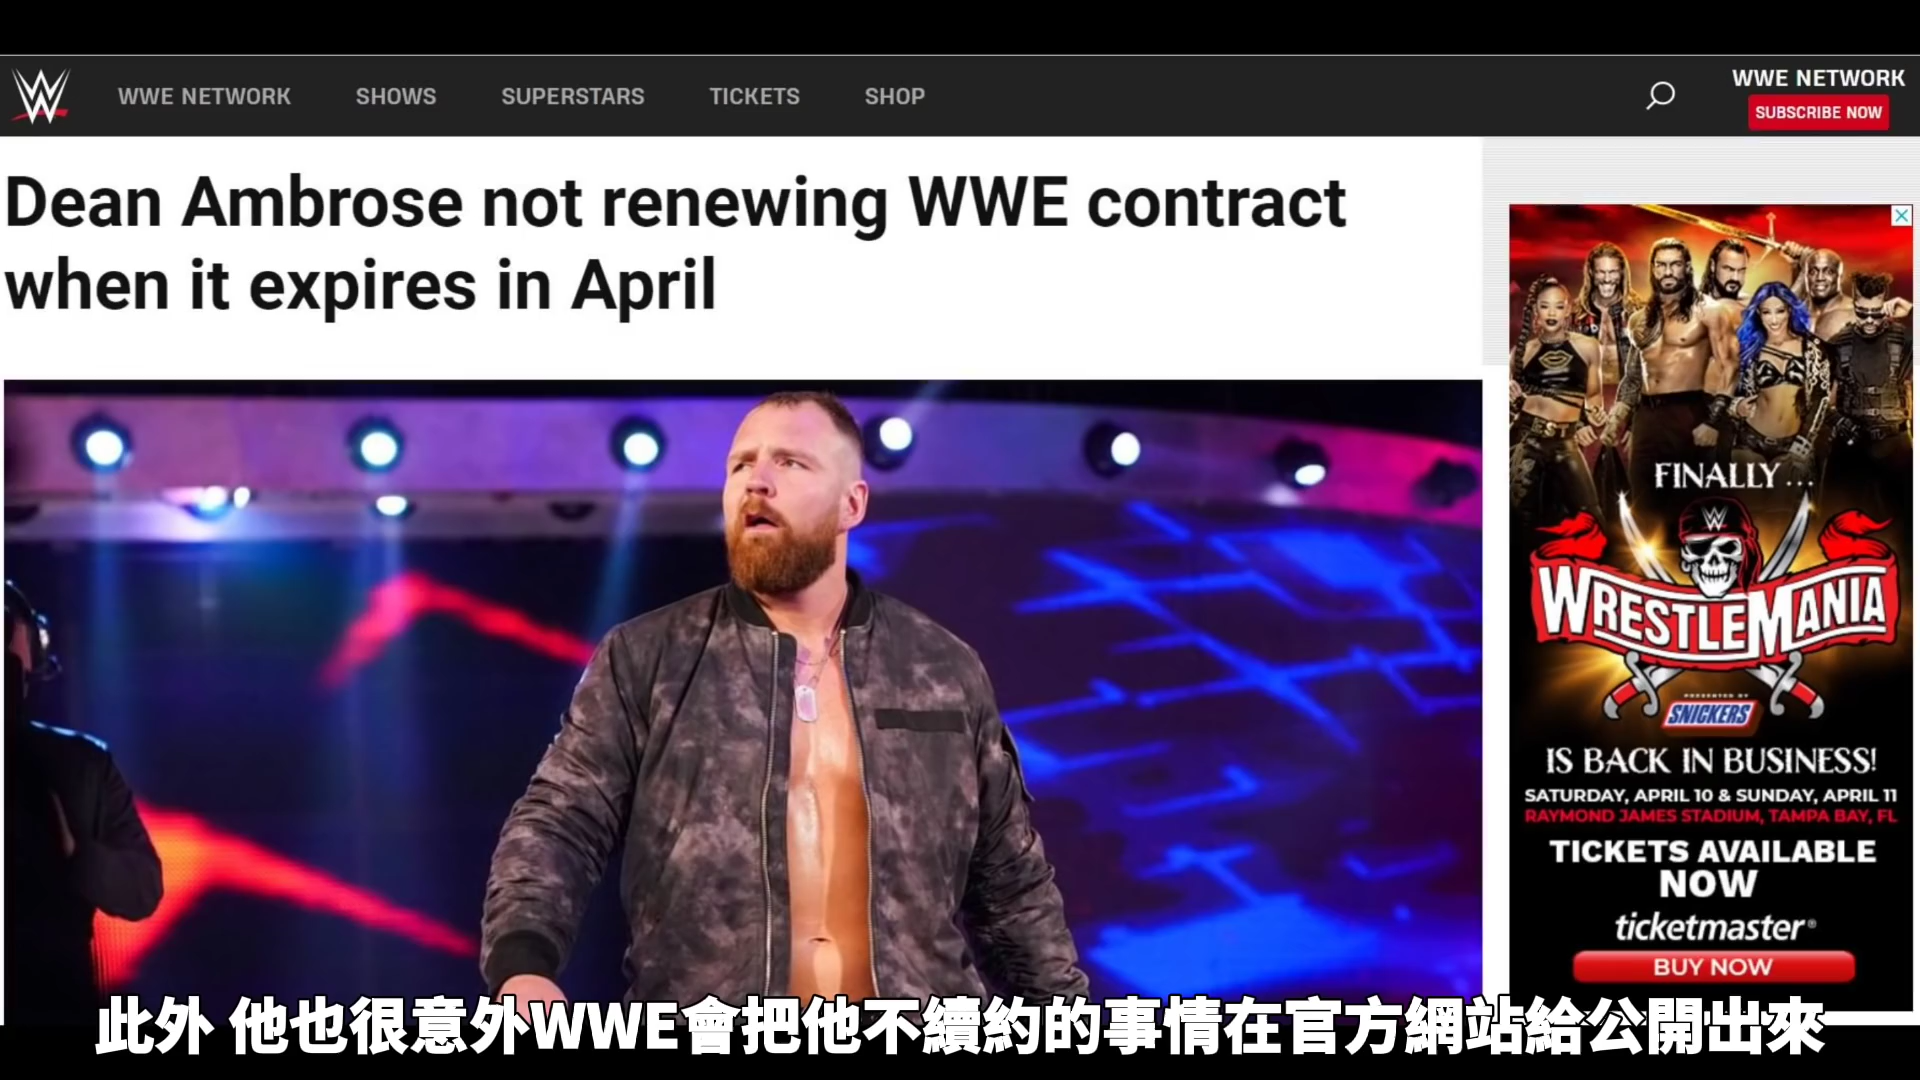 WWE NETWORK SHOWS SUPERSTARS TICKETS SHOP
WWE NETWORK
SUBSCRIBE NOW
Dean Ambrose not renewing WWE contract
when it expires in April
FINALLY ...
WRESTLEMANIA
PRESENTED BY
SNICKERS
IS BACK IN BUSINESS!
SATURDAY, APRIL 10 & SUNDAY, APRIL 11
RAYMOND JAMES STADIUM, TAMPA BAY, FL
TICKETS AVAILABLE
NOW
ticketmaster®
BUY NOW
此外 他也很意外WWE會把他不續約的事情在官方網站給公開出來